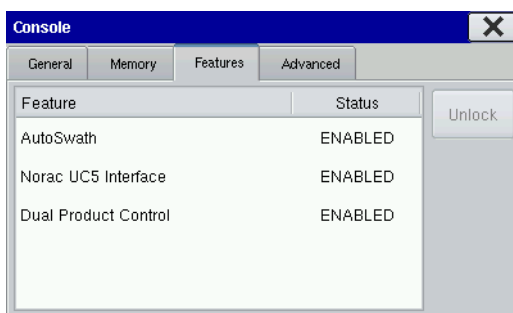 Console
General Memory Features Advanced
Feature Status
Unlock
AutoSwath ENABLED
Norac UC5 Interface ENABLED
Dual Product Control ENABLED